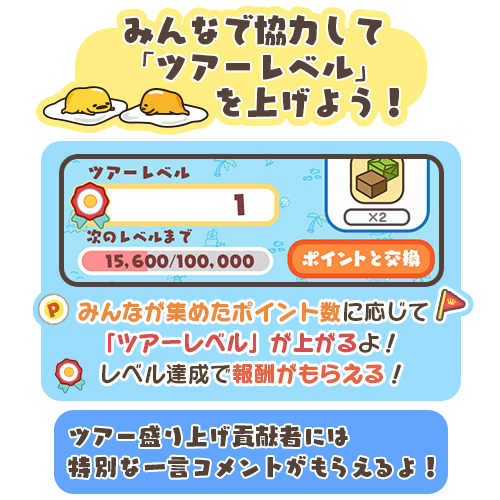 みんなで協力して
「ツアーレベル」
を上げよう！
ツアーレベル
1
×2
次のレベルまで
15,600/100,000
ポイントと交換
P
みんなが集めたポイント数に応じて
「ツアーレベル」が上がるよ！
レベル達成で報酬がもらえる！
ツアー盛り上げ貢献者には
特別な一言コメントがもらえるよ！